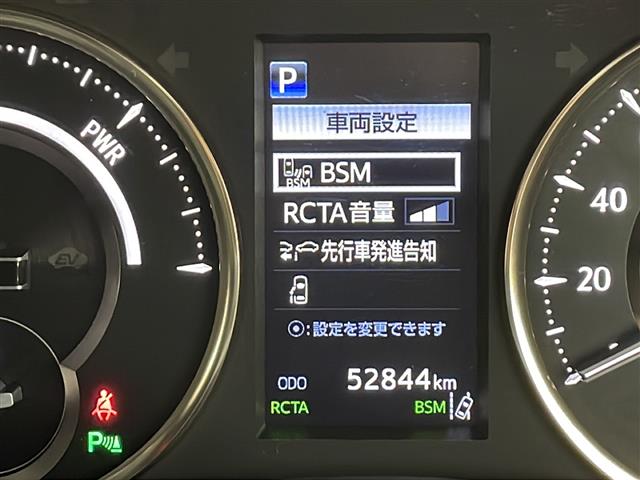 P
車両設定
PWR
BSM BSM
RCTA音量
先行車発進告知
EV
:設定を変更できます
ODO 52844km
RCTA BSM
P
40
20